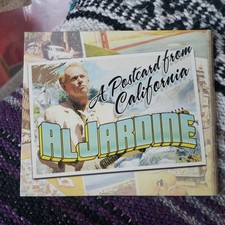 A Postcard from
California
AL JARDINE